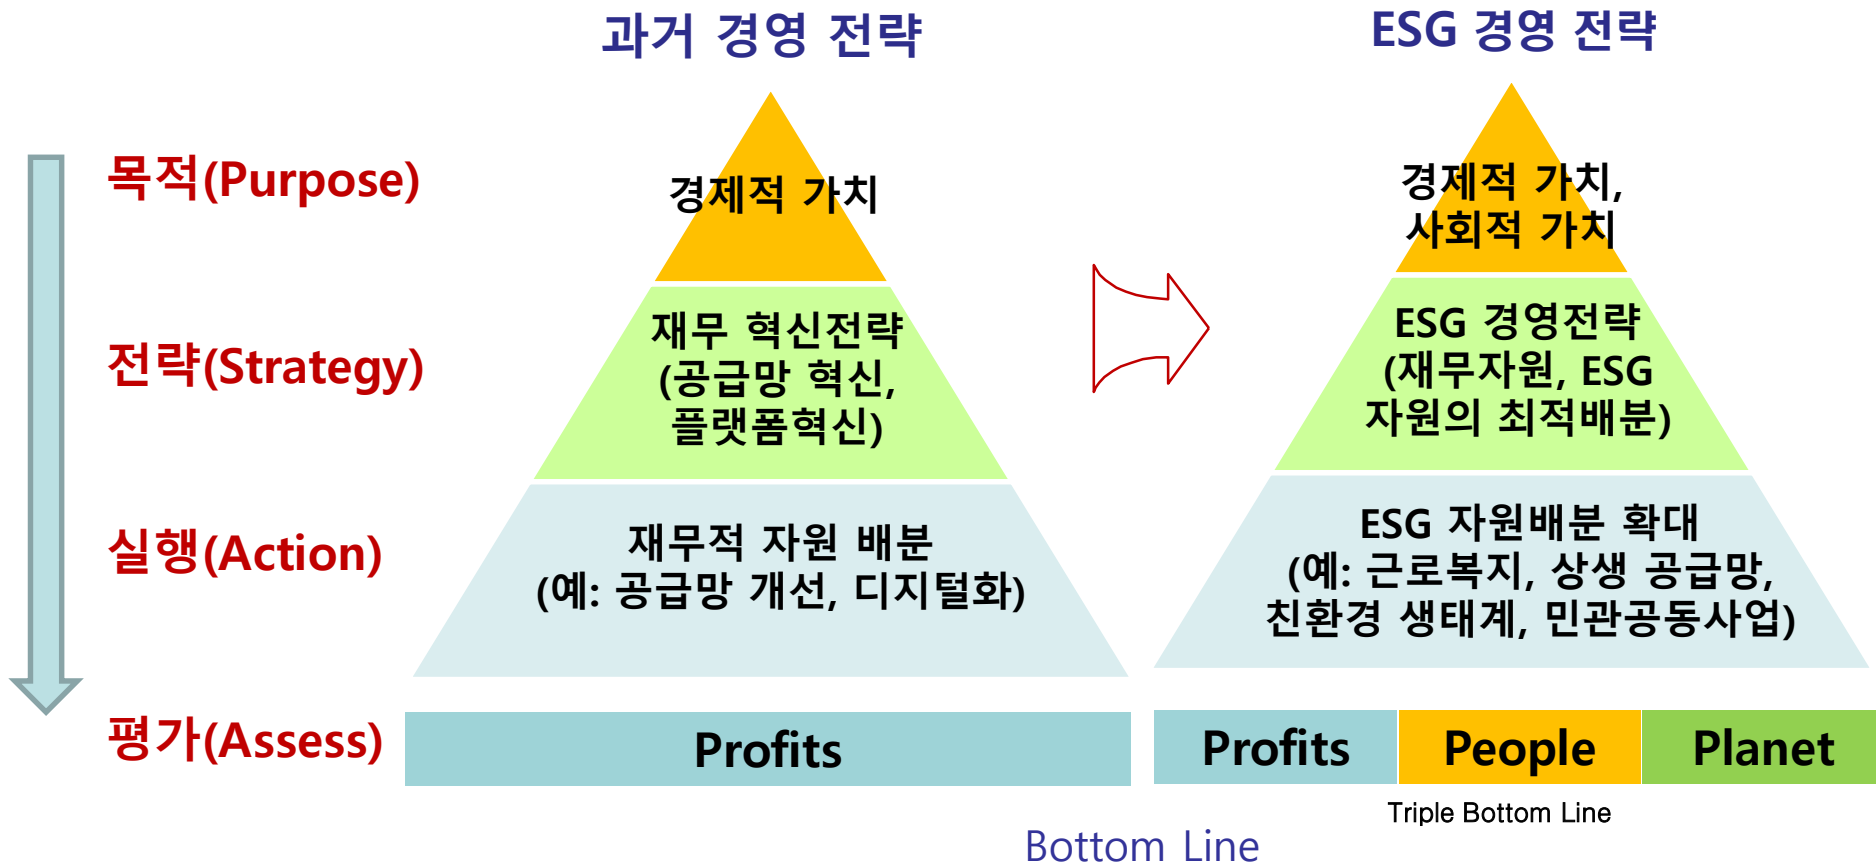 과거 경영 전략
ESG 경영 전략
목적(Purpose)
경제적 가치
경제적 가치,
사회적 가치
전략(Strategy)
재무 혁신전략
(공급망 혁신,
플랫폼혁신)
ESG 경영전략
(재무자원, ESG
자원의 최적배분)
실행(Action)
재무적 자원 배분
(예: 공급망 개선, 디지털화)
ESG 자원배분 확대
(예: 근로복지, 상생 공급망,
친환경 생태계, 민관공동사업)
평가(Assess)
Profits
Profits
People
Planet
Triple Bottom Line
Bottom Line